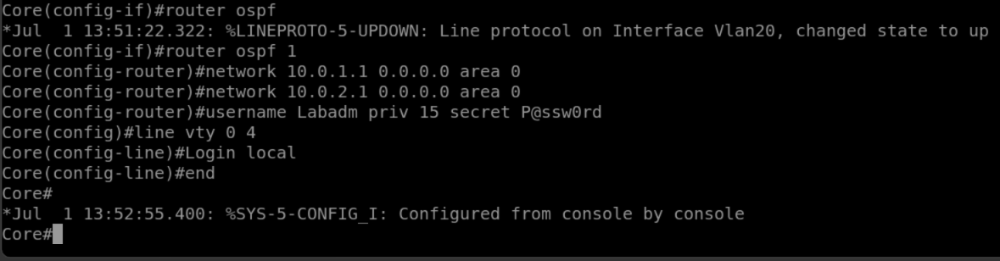 Core(config-if)#router ospf
*Jul  1 13:51:22.322: %LINEPROTO-5-UPDOWN: Line protocol on Interface Vlan20, changed state to up
Core(config-if)#router ospf 1
Core(config-router)#network 10.0.1.1 0.0.0.0 area 0
Core(config-router)#network 10.0.2.1 0.0.0.0 area 0
Core(config-router)#username Labadm priv 15 secret P@ssw0rd
Core(config)#line vty 0 4
Core(config-line)#Login local
Core(config-line)#end
Core#
*Jul  1 13:52:55.400: %SYS-5-CONFIG_I: Configured from console by console
Core#